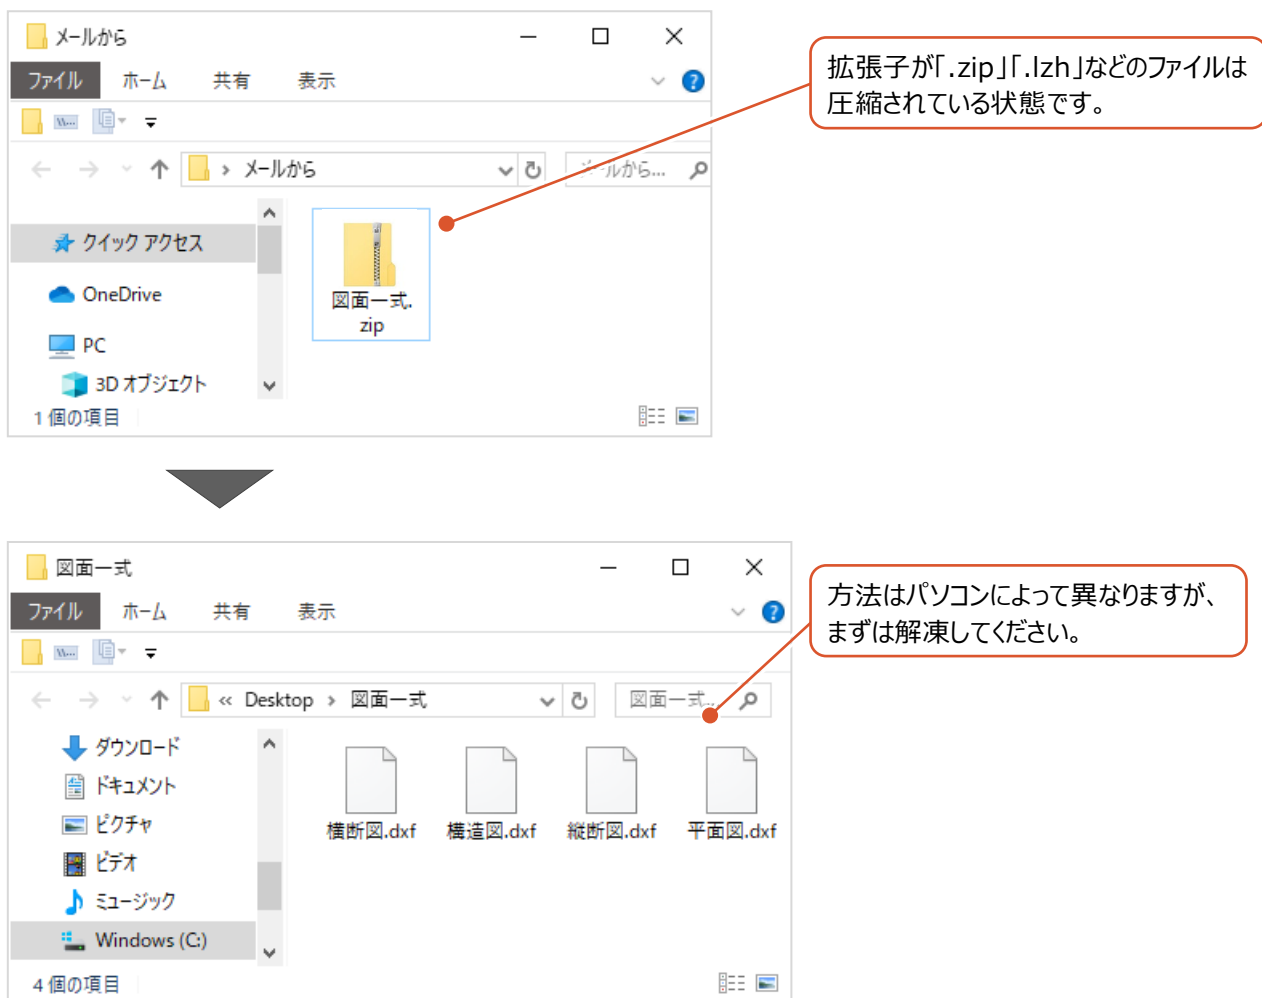 メールから
ファイル ホーム 共有 表示
メールから
メールから...
クイック アクセス
OneDrive
PC
3D オブジェクト
1 個の項目
図面一式.
zip
拡張子が「.zip」「.lzh」などのファイルは
圧縮されている状態です。
図面一式
ファイル ホーム 共有 表示
« Desktop › 図面一式
図面一式...
ダウンロード
ドキュメント
ピクチャ
ビデオ
ミュージック
Windows (C:)
4 個の項目
横断図.dxf 構造図.dxf 縦断図.dxf 平面図.dxf
方法はパソコンによって異なりますが、
まずは解凍してください。